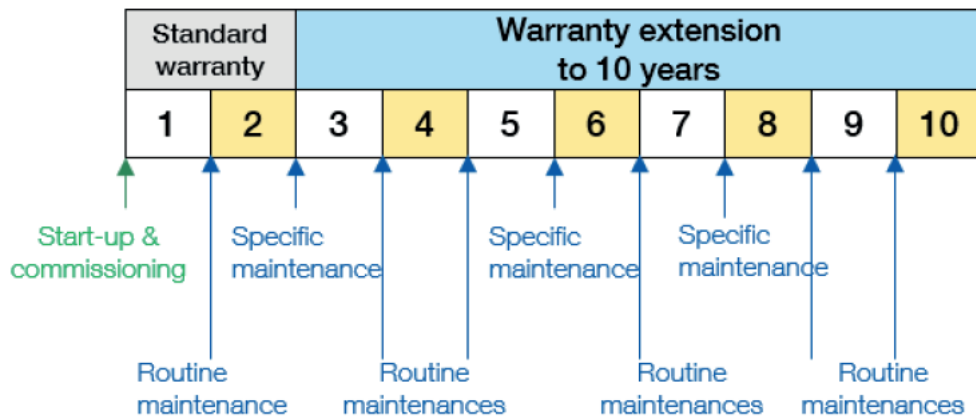 Standard
warranty
Warranty extension
to 10 years
1 2 3 4 5 6 7 8 9 10
Start-up &
commissioning
Specific
maintenance
Specific
maintenance
Specific
maintenance
Routine
maintenance
Routine
maintenances
Routine
maintenances
Routine
maintenances